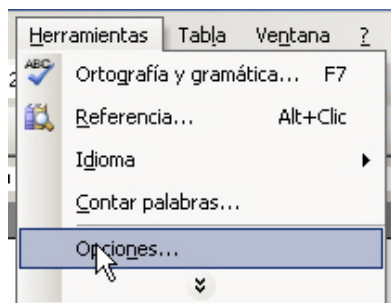 Herramientas Tabla Ventana ?
ABC
Ortografía y gramática... F7
Referencia... Alt+Clic
Idioma
Contar palabras...
Opciones...